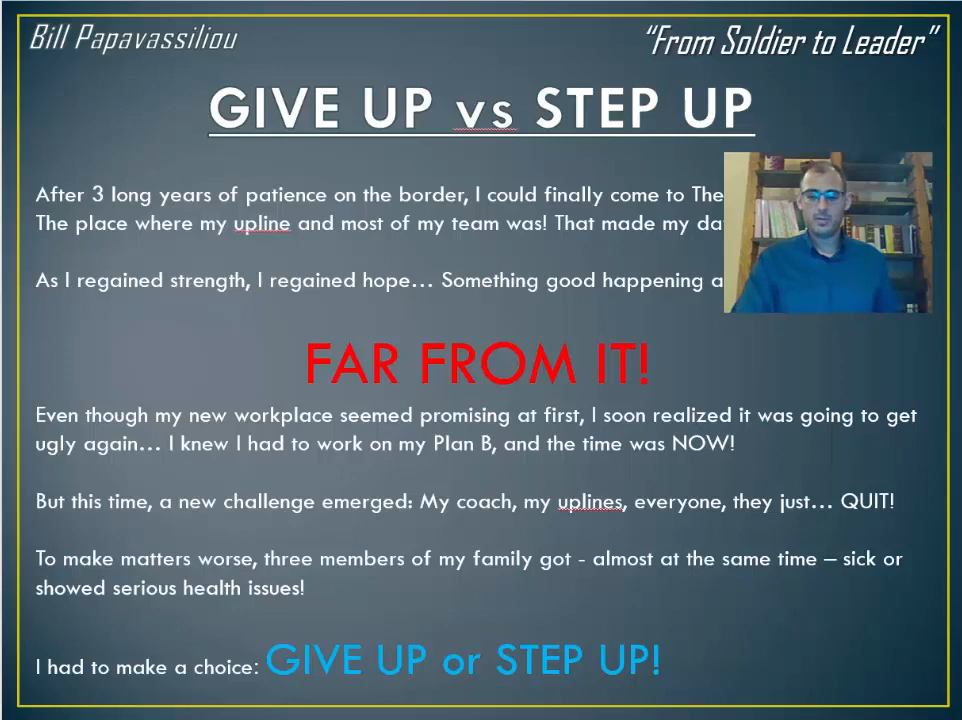 Bill Papavassiliou
“From Soldier to Leader”
GIVE UP vs STEP UP
After 3 long years of patience on the border, I could finally come to The
The place where my upline and most of my team was! That made my
As I regained strength, I regained hope… Something good happening
FAR FROM IT!
Even though my new workplace seemed promising at first, I soon realized it was going to get
ugly again… I knew I had to work on my Plan B, and the time was NOW!
But this time, a new challenge emerged: My coach, my uplines, everyone, they just… QUIT!
To make matters worse, three members of my family got - almost at the same time – sick or
showed serious health issues!
I had to make a choice: GIVE UP or STEP UP!